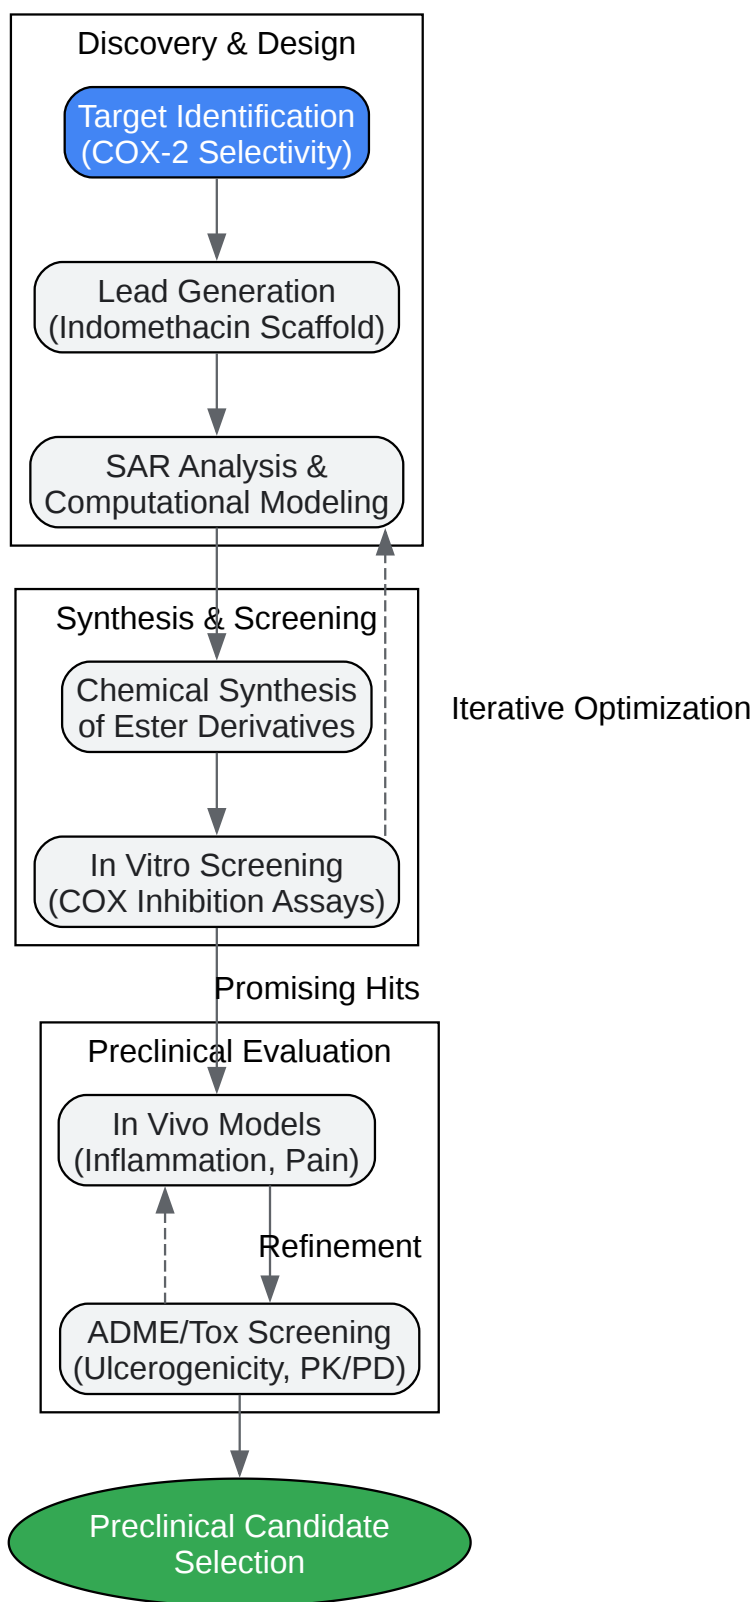 Discovery & Design
Target Identification
(COX-2 Selectivity)
Lead Generation
(Indomethacin Scaffold)
SAR Analysis &
Computational Modeling
Synthesis & Screening
Chemical Synthesis
of Ester Derivatives
Iterative Optimization
In Vitro Screening
(COX Inhibition Assays)
Promising Hits
Preclinical Evaluation
In Vivo Models
(Inflammation, Pain)
Refinement
ADME/Tox Screening
(Ulcerogenicity, PK/PD)
Preclinical Candidate
Selection